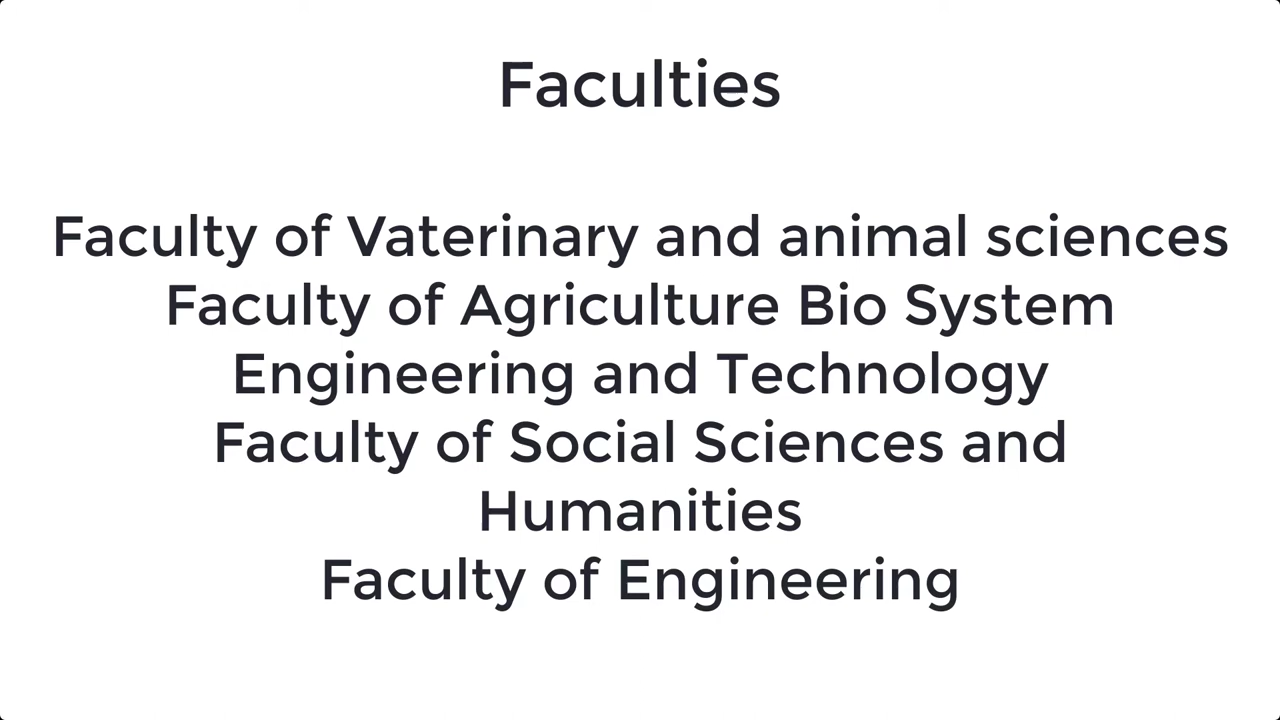 Faculties
Faculty of Vaterinary and animal sciences
Faculty of Agriculture Bio System
Engineering and Technology
Faculty of Social Sciences and
Humanities
Faculty of Engineering